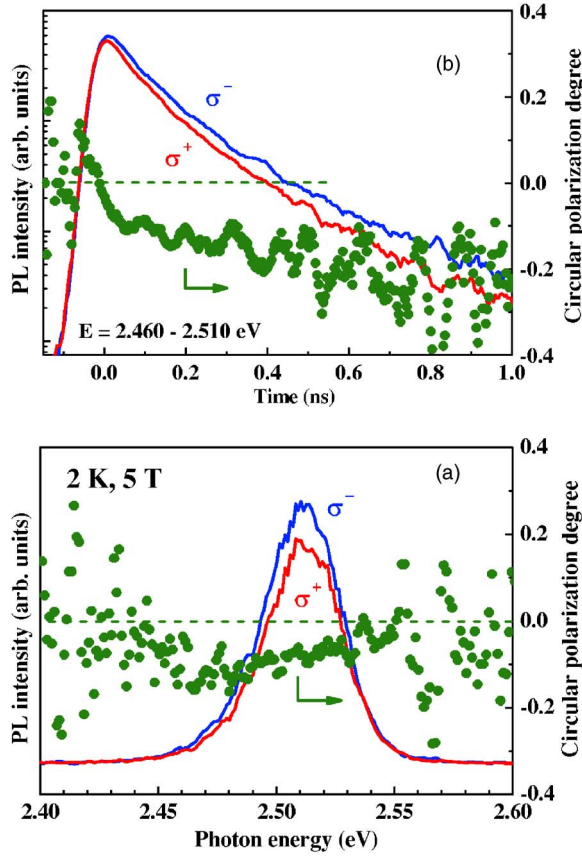 (b)
σ⁻
σ⁺
E = 2.460 - 2.510 eV
PL intensity (arb. units)
0.4
0.2
0.0
-0.2
-0.4
Circular polarization degree
0.0 0.2 0.4 0.6 0.8 1.0
Time (ns)
2 K, 5 T
(a)
σ⁻
σ⁺
PL intensity (arb. units)
0.4
0.2
0.0
-0.2
-0.4
Circular polarization degree
2.40 2.45 2.50 2.55 2.60
Photon energy (eV)